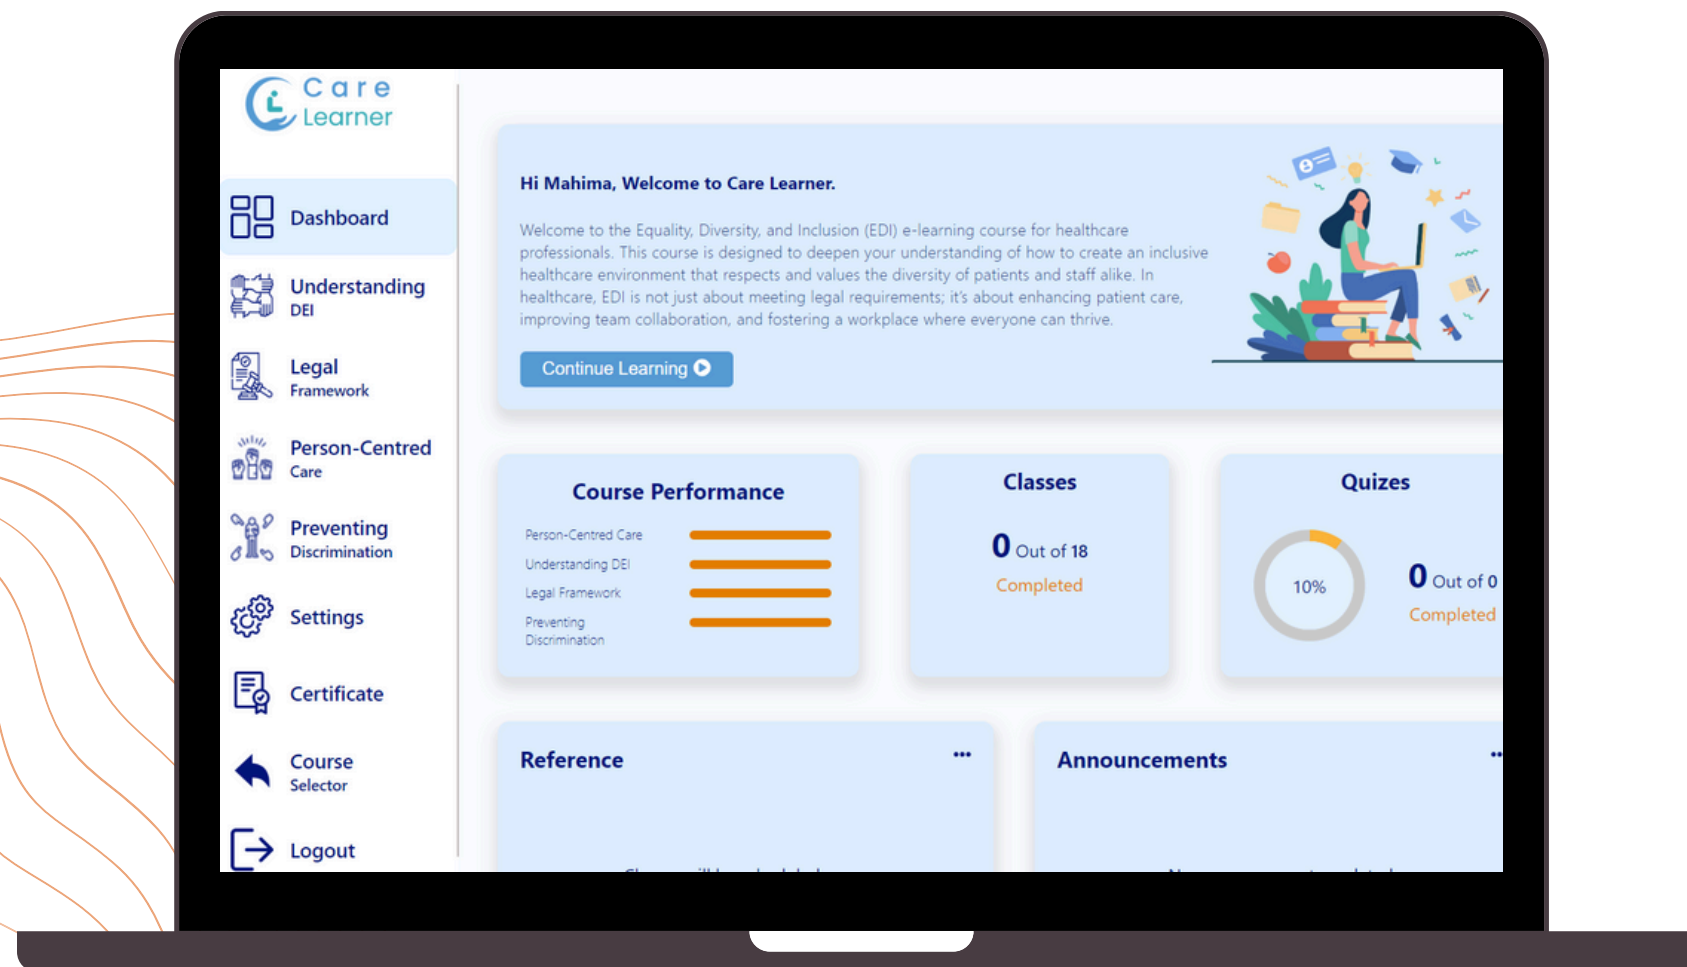 Care
Learner
Dashboard
Understanding
DEI
Legal
Framework
Person-Centred
Care
Preventing
Discrimination
Settings
Certificate
Course
Selector
Logout
Hi Mahima, Welcome to Care Learner.
Welcome to the Equality, Diversity, and Inclusion (EDI) e-learning course for healthcare
professionals. This course is designed to deepen your understanding of how to create an inclusive
healthcare environment that respects and values the diversity of patients and staff alike. In
healthcare, EDI is not just about meeting legal requirements; it's about enhancing patient care,
improving team collaboration, and fostering a workplace where everyone can thrive.
Continue Learning
Course Performance
Person-Centred Care
Understanding DEI
Legal Framework
Preventing
Discrimination
Classes
0 Out of 18
Completed
Quizes
10%
0 Out of 0
Completed
Reference
Announcements